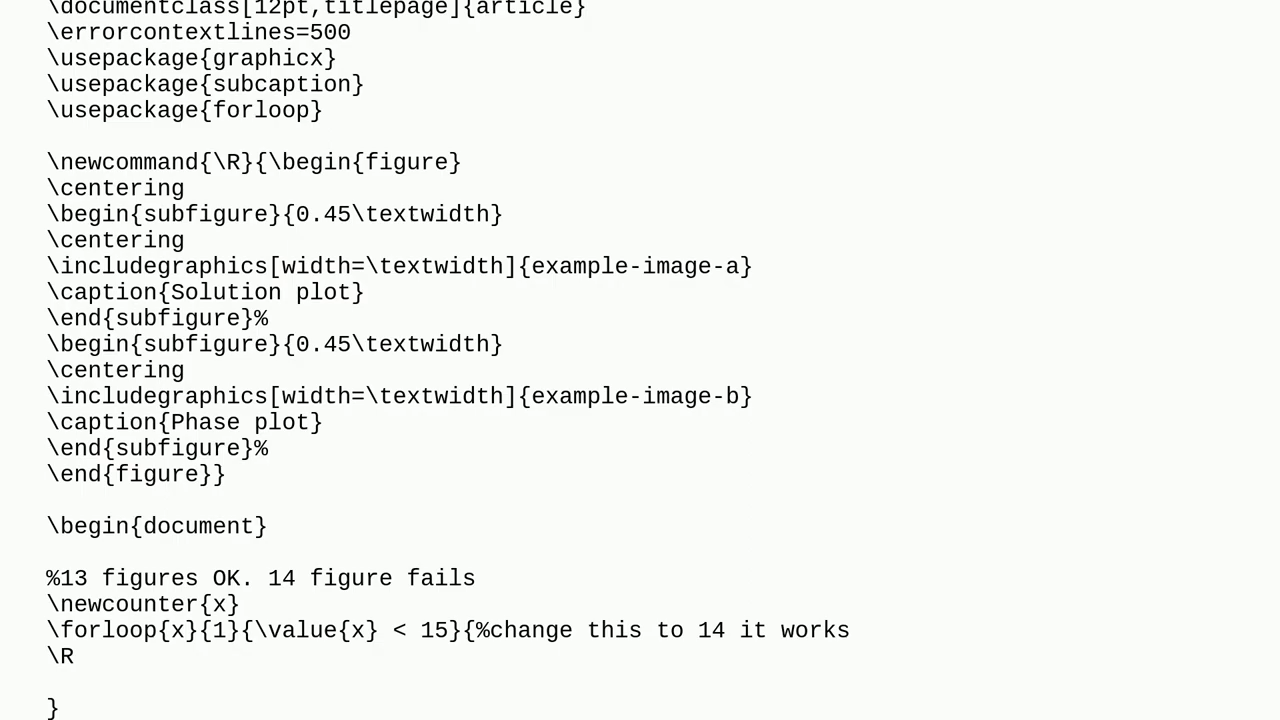 \documentclass[12pt,titlepage]{article}
\errorcontextlines=500
\usepackage{graphicx}
\usepackage{subcaption}
\usepackage{forloop}
\newcommand{\R}{\begin{figure}
\centering
\begin{subfigure}{0.45\textwidth}
\centering
\includegraphics[width=\textwidth]{example-image-a}
\caption{Solution plot}
\end{subfigure}%
\begin{subfigure}{0.45\textwidth}
\centering
\includegraphics[width=\textwidth]{example-image-b}
\caption{Phase plot}
\end{subfigure}%
\end{figure}}
\begin{document}
%13 figures OK. 14 figure fails
\newcounter{x}
\forloop{x}{1}{\value{x} < 15}{%change this to 14 it works
\R
}